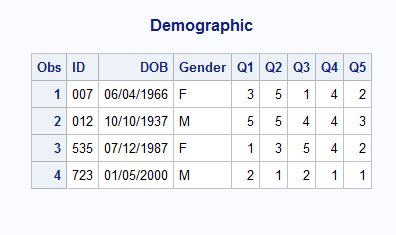 Demographic
Obs ID DOB Gender Q1 Q2 Q3 Q4 Q5
1 007 06/04/1966 F 3 5 1 4 2
2 012 10/10/1937 M 5 5 4 4 3
3 535 07/12/1987 F 1 3 5 4 2
4 723 01/05/2000 M 2 1 2 1 1